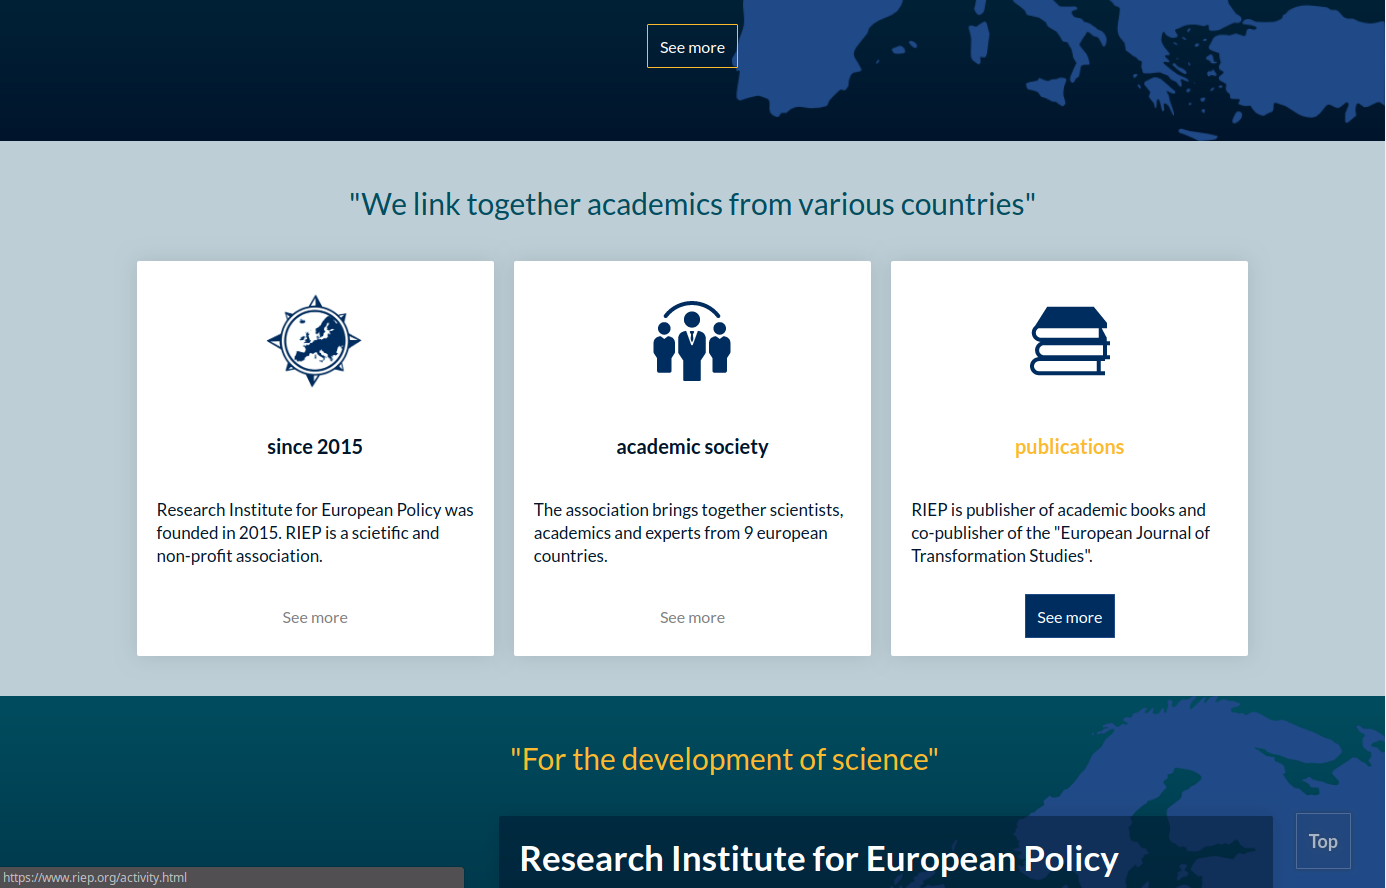 See more
"We link together academics from various countries"
since 2015
Research Institute for European Policy was
founded in 2015. RIEP is a scietific and
non-profit association.
See more
academic society
The association brings together scientists,
academics and experts from 9 european
countries.
See more
publications
RIEP is publisher of academic books and
co-publisher of the "European Journal of
Transformation Studies".
See more
"For the development of science"
Research Institute for European Policy
Top
https://www.riep.org/activity.html